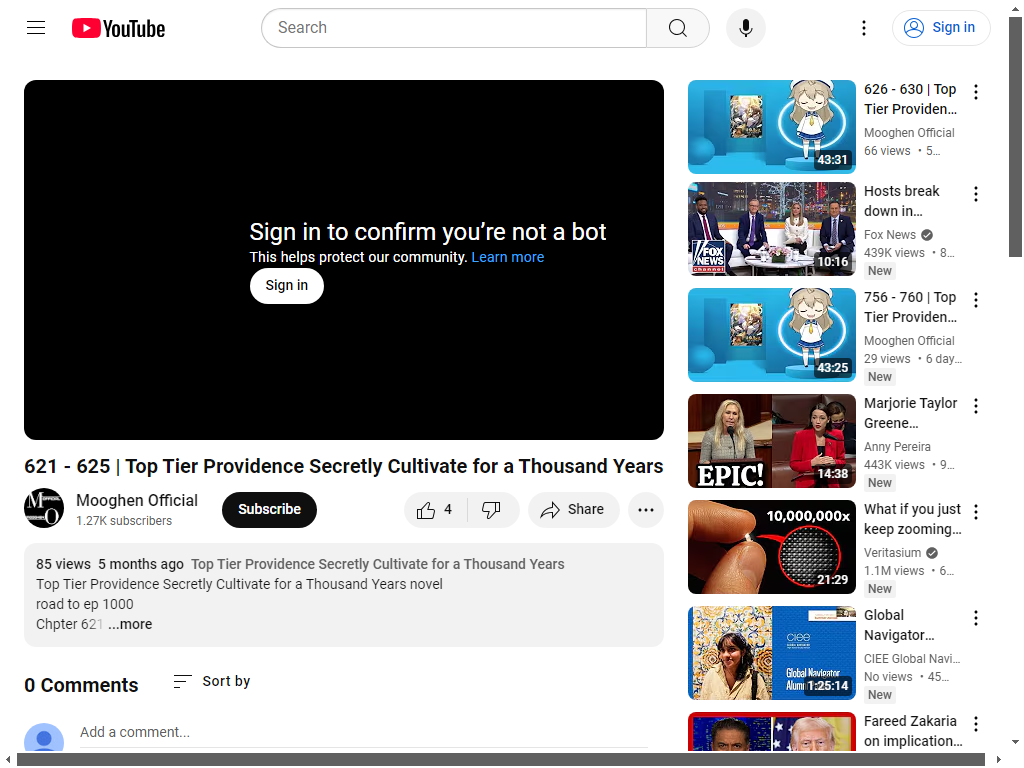 YouTube
Search
Sign in
Sign in to confirm you’re not a bot
This helps protect our community. Learn more
Sign in
621 - 625 | Top Tier Providence Secretly Cultivate for a Thousand Years
Mooghen Official
1.27K subscribers
Subscribe
4
Share
85 views 5 months ago Top Tier Providence Secretly Cultivate for a Thousand Years
Top Tier Providence Secretly Cultivate for a Thousand Years novel
road to ep 1000
Chpter 621 ...more
0 Comments
Sort by
Add a comment...
43:31
626 - 630 | Top
Tier Providen...
Mooghen Official
66 views • 5...
FOX
NEWS
channel
10:16
Hosts break
down in...
Fox News
439K views • 8...
New
43:25
756 - 760 | Top
Tier Providen...
Mooghen Official
29 views • 6 day...
New
EPIC!
14:38
Marjorie Taylor
Greene...
Anny Pereira
443K views • 9...
New
10,000,000x
21:29
What if you just
keep zooming...
Veritasium
1.1M views • 6...
New
ciee
Global Navigator
1:25:14
Global
Navigator...
CIEE Global Navi...
No views • 45...
New
Fareed Zakaria
on implication...